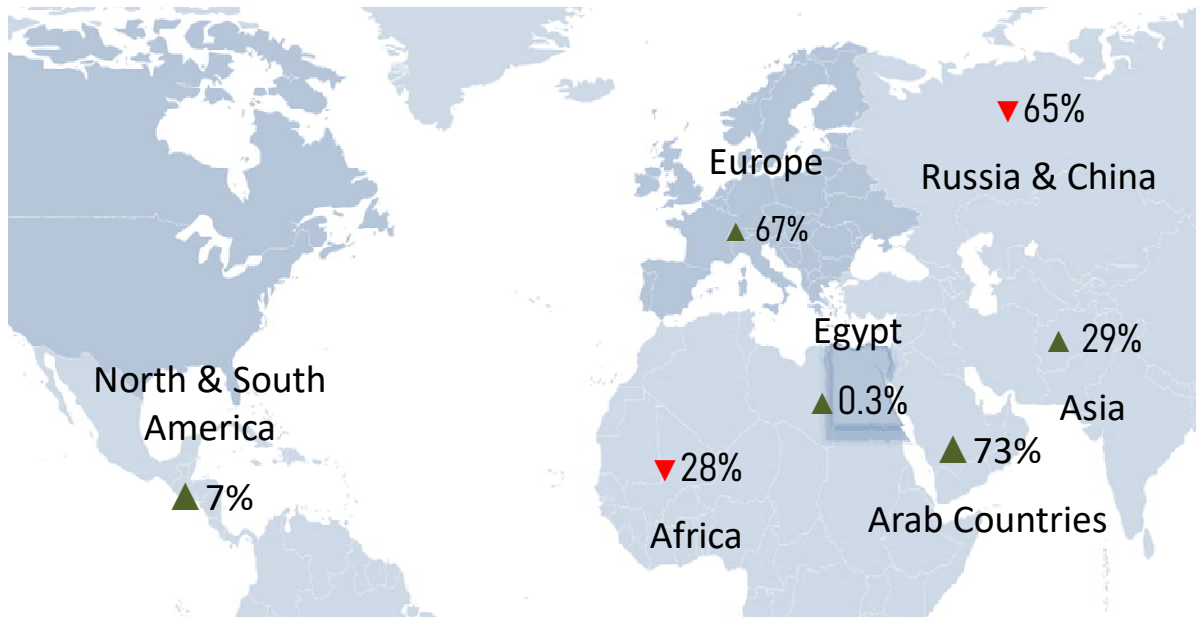 ▼65%
Europe
Russia & China
▲ 67%
Egypt
▲ 29%
North & South
America
▲0.3%
Asia
▼28%
▲73%
▲7%
Africa
Arab Countries